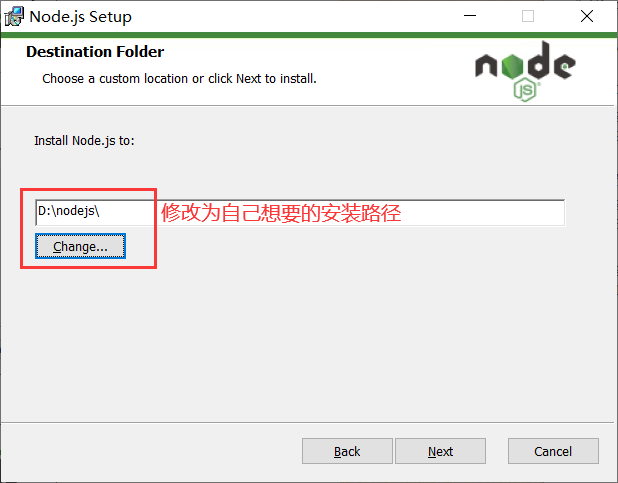 Node.js Setup
Destination Folder
Choose a custom location or click Next to install.
node
JS
Install Node.js to:
D:\nodejs\
修改为自己想要的安装路径
Change...
Back
Next
Cancel